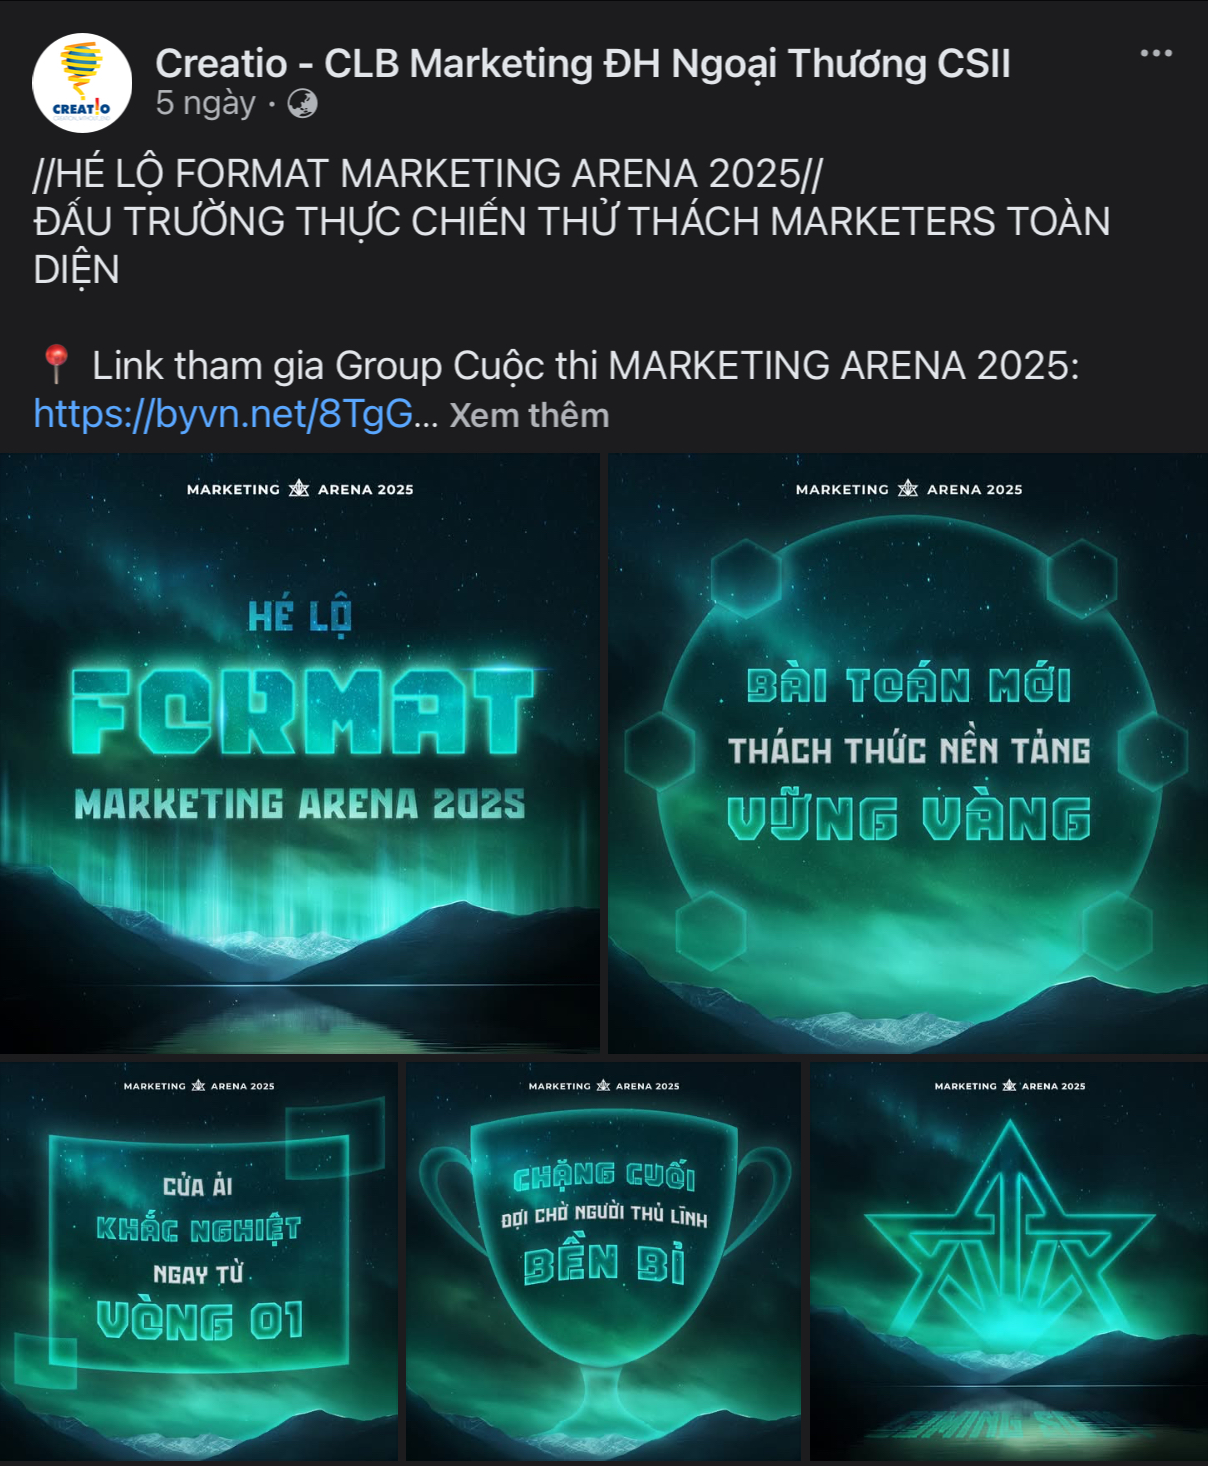 Creatio - CLB Marketing ĐH Ngoại Thương CSII
5 ngày ·
CREAT!O
//HÉ LỘ FORMAT MARKETING ARENA 2025//
ĐẤU TRƯỜNG THỰC CHIẾN THỬ THÁCH MARKETERS TOÀN
DIỆN
📍 Link tham gia Group Cuộc thi MARKETING ARENA 2025:
https://byvn.net/8TgG... Xem thêm
MARKETING ARENA 2025
HÉ LỘ
FORMAT
MARKETING ARENA 2025
MARKETING ARENA 2025
BÀI TOÁN MỚI
THÁCH THỨC NỀN TẢNG
VỮNG VÀNG
MARKETING ARENA 2025
CỬA ẢI
KHẮC NGHIỆT
NGAY TỪ
VÒNG 01
MARKETING ARENA 2025
CHẶNG CUỐI
ĐỢI CHỜ NGƯỜI THỦ LĨNH
BỀN BỈ
MARKETING ARENA 2025